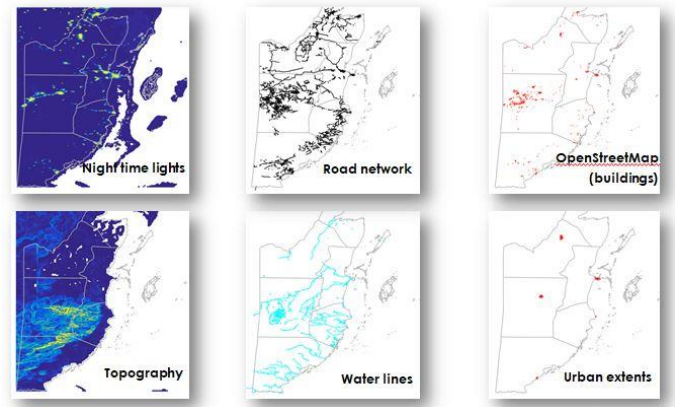 Night time lights
Road network
OpenStreetMap
(buildings)
Topography
Water lines
Urban extents